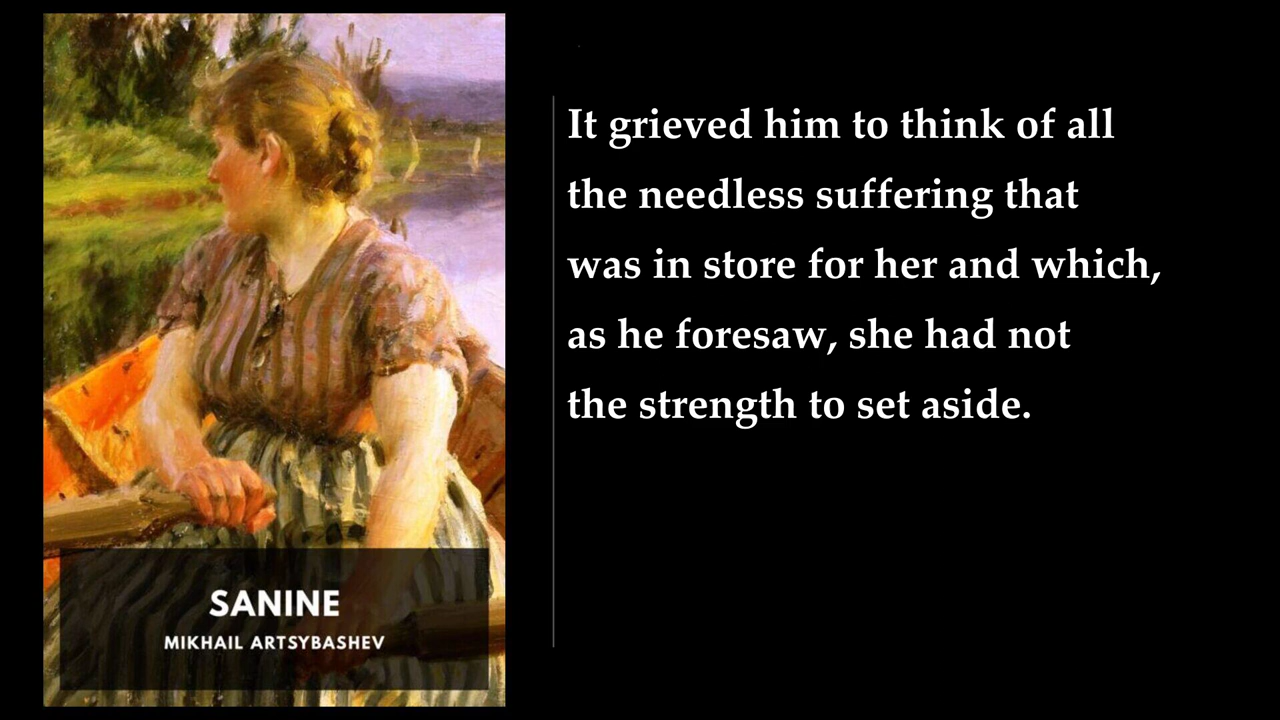 SANINE
MIKHAIL ARTSYBASHEV
It grieved him to think of all
the needless suffering that
was in store for her and which,
as he foresaw, she had not
the strength to set aside.